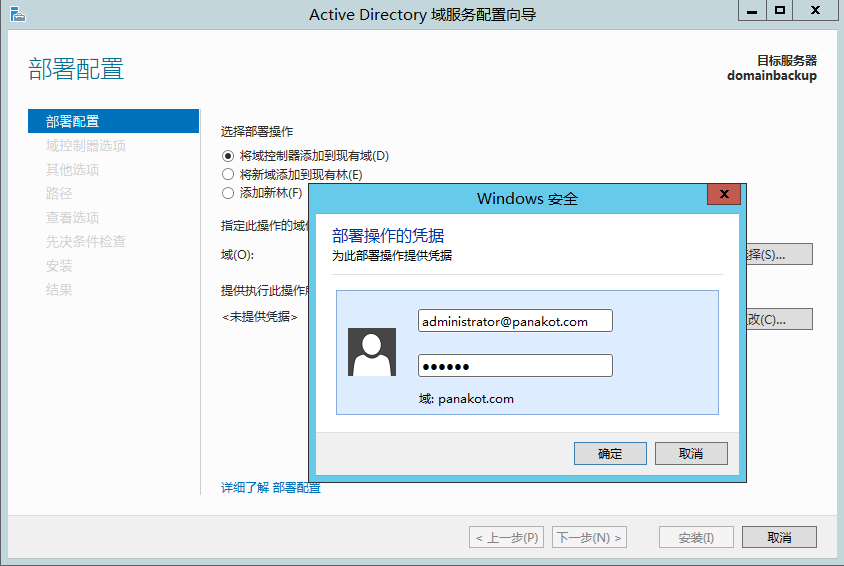 Active Directory 域服务配置向导
部署配置
目标服务器
domainbackup
部署配置
域控制器选项
其他选项
路径
查看选项
先决条件检查
安装
结果
选择部署操作
将域控制器添加到现有域(D)
将新域添加到现有林(E)
添加新林(F)
指定此操作的域
域(O):
择(S)...
提供执行此操作
<未提供凭据>
改(C)...
Windows 安全
部署操作的凭据
为此部署操作提供凭据
administrator@panakot.com
●●●●●●
域: panakot.com
确定
取消
详细了解 部署配置
< 上一步(P)
下一步(N) >
安装(I)
取消